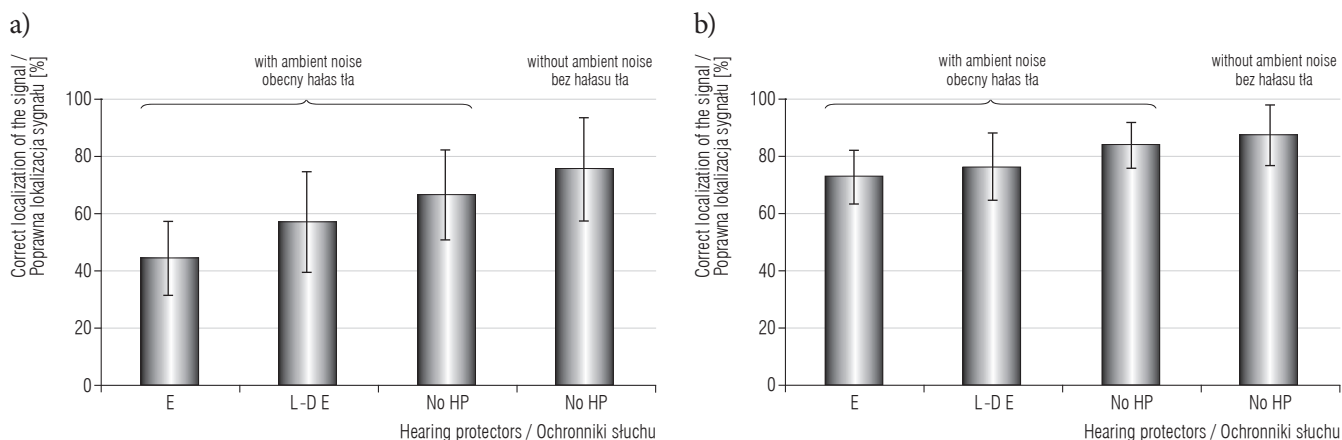 a)
Correct localization of the signal /
Poprawna lokalizacja sygnału [%]
with ambient noise
obecny hałas tła
without ambient noise
bez hałasu tła
100
80
60
40
20
0
E
L-D E
No HP
No HP
Hearing protectors / Ochronniki słuchu
b)
Correct localization of the signal /
Poprawna lokalizacja sygnału [%]
with ambient noise
obecny hałas tła
without ambient noise
bez hałasu tła
100
80
60
40
20
0
E
L-D E
No HP
No HP
Hearing protectors / Ochronniki słuchu